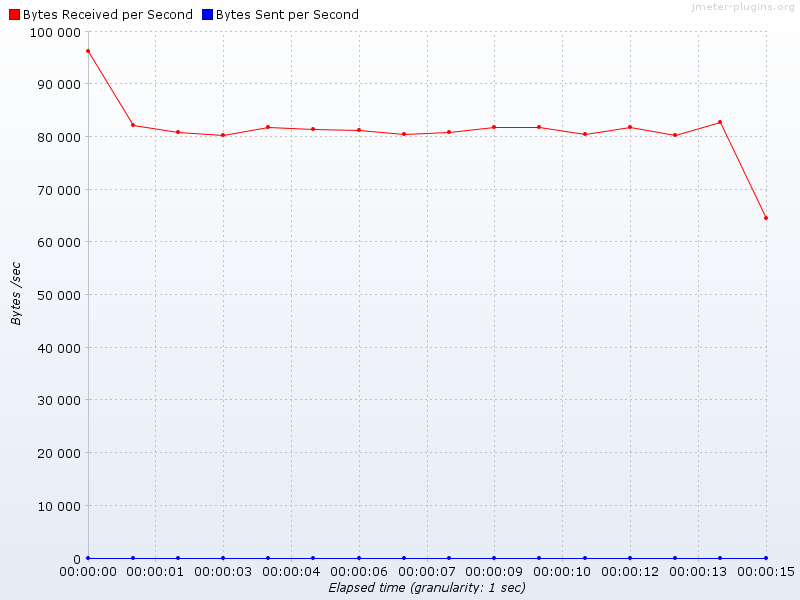 jmeter-plugins.org
Bytes Received per Second Bytes Sent per Second
100 000
90 000
80 000
70 000
60 000
50 000
40 000
30 000
20 000
10 000
0
Bytes /sec
00:00:00 00:00:01 00:00:03 00:00:04 00:00:06 00:00:07 00:00:09 00:00:10 00:00:12 00:00:13 00:00:15
Elapsed time (granularity: 1 sec)